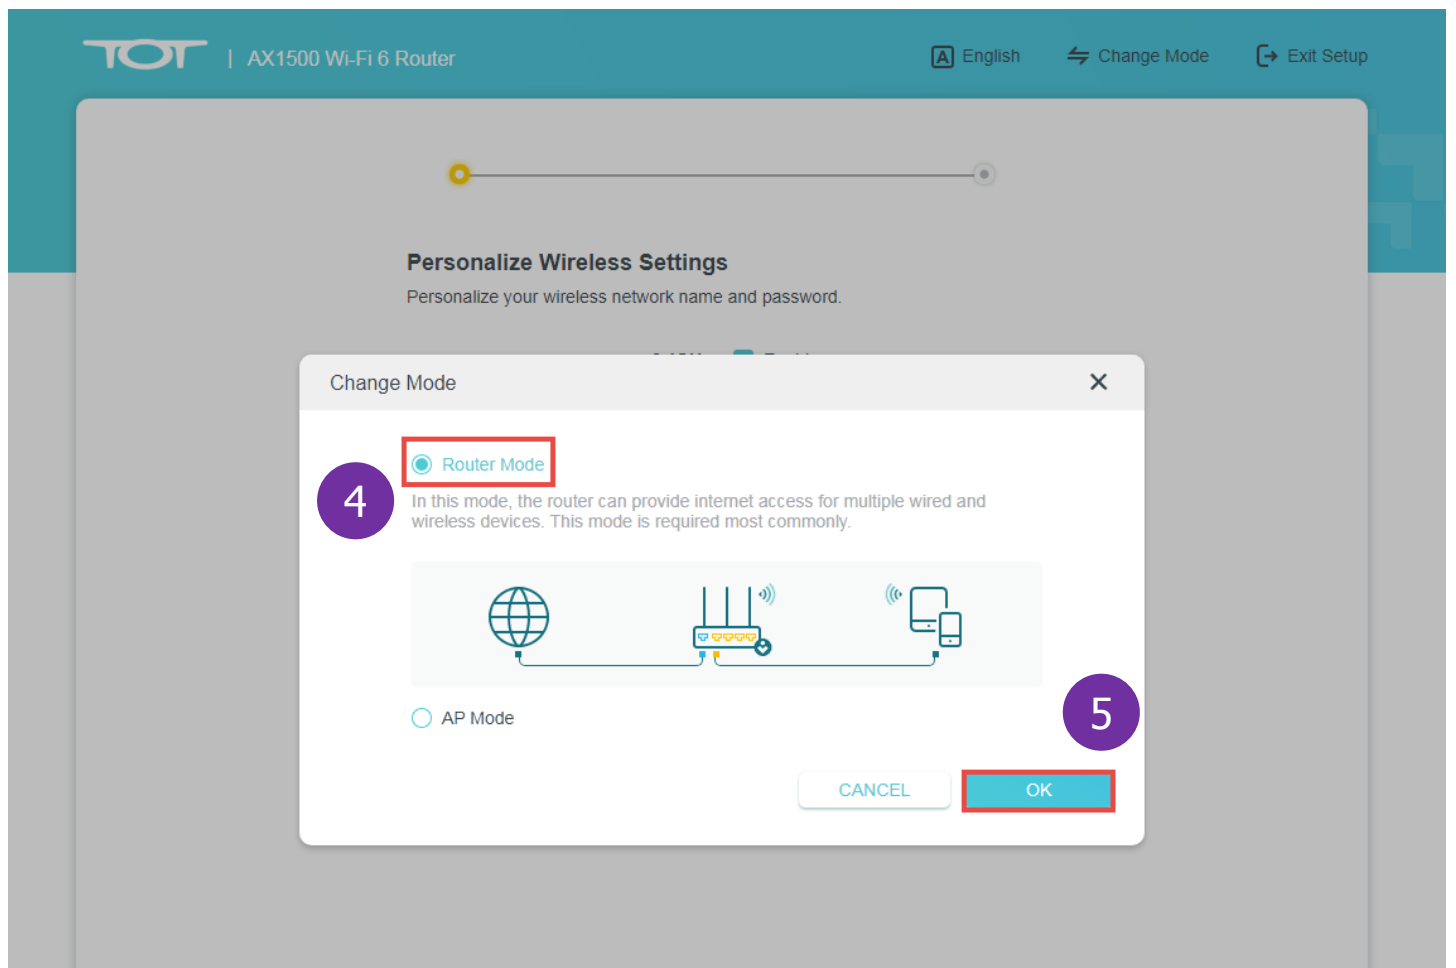 TOT | AX1500 Wi-Fi 6 Router
A English
Change Mode
Exit Setup
Personalize Wireless Settings
Personalize your wireless network name and password.
Change Mode
Router Mode
4
In this mode, the router can provide internet access for multiple wired and
wireless devices. This mode is required most commonly.
AP Mode
5
CANCEL
OK